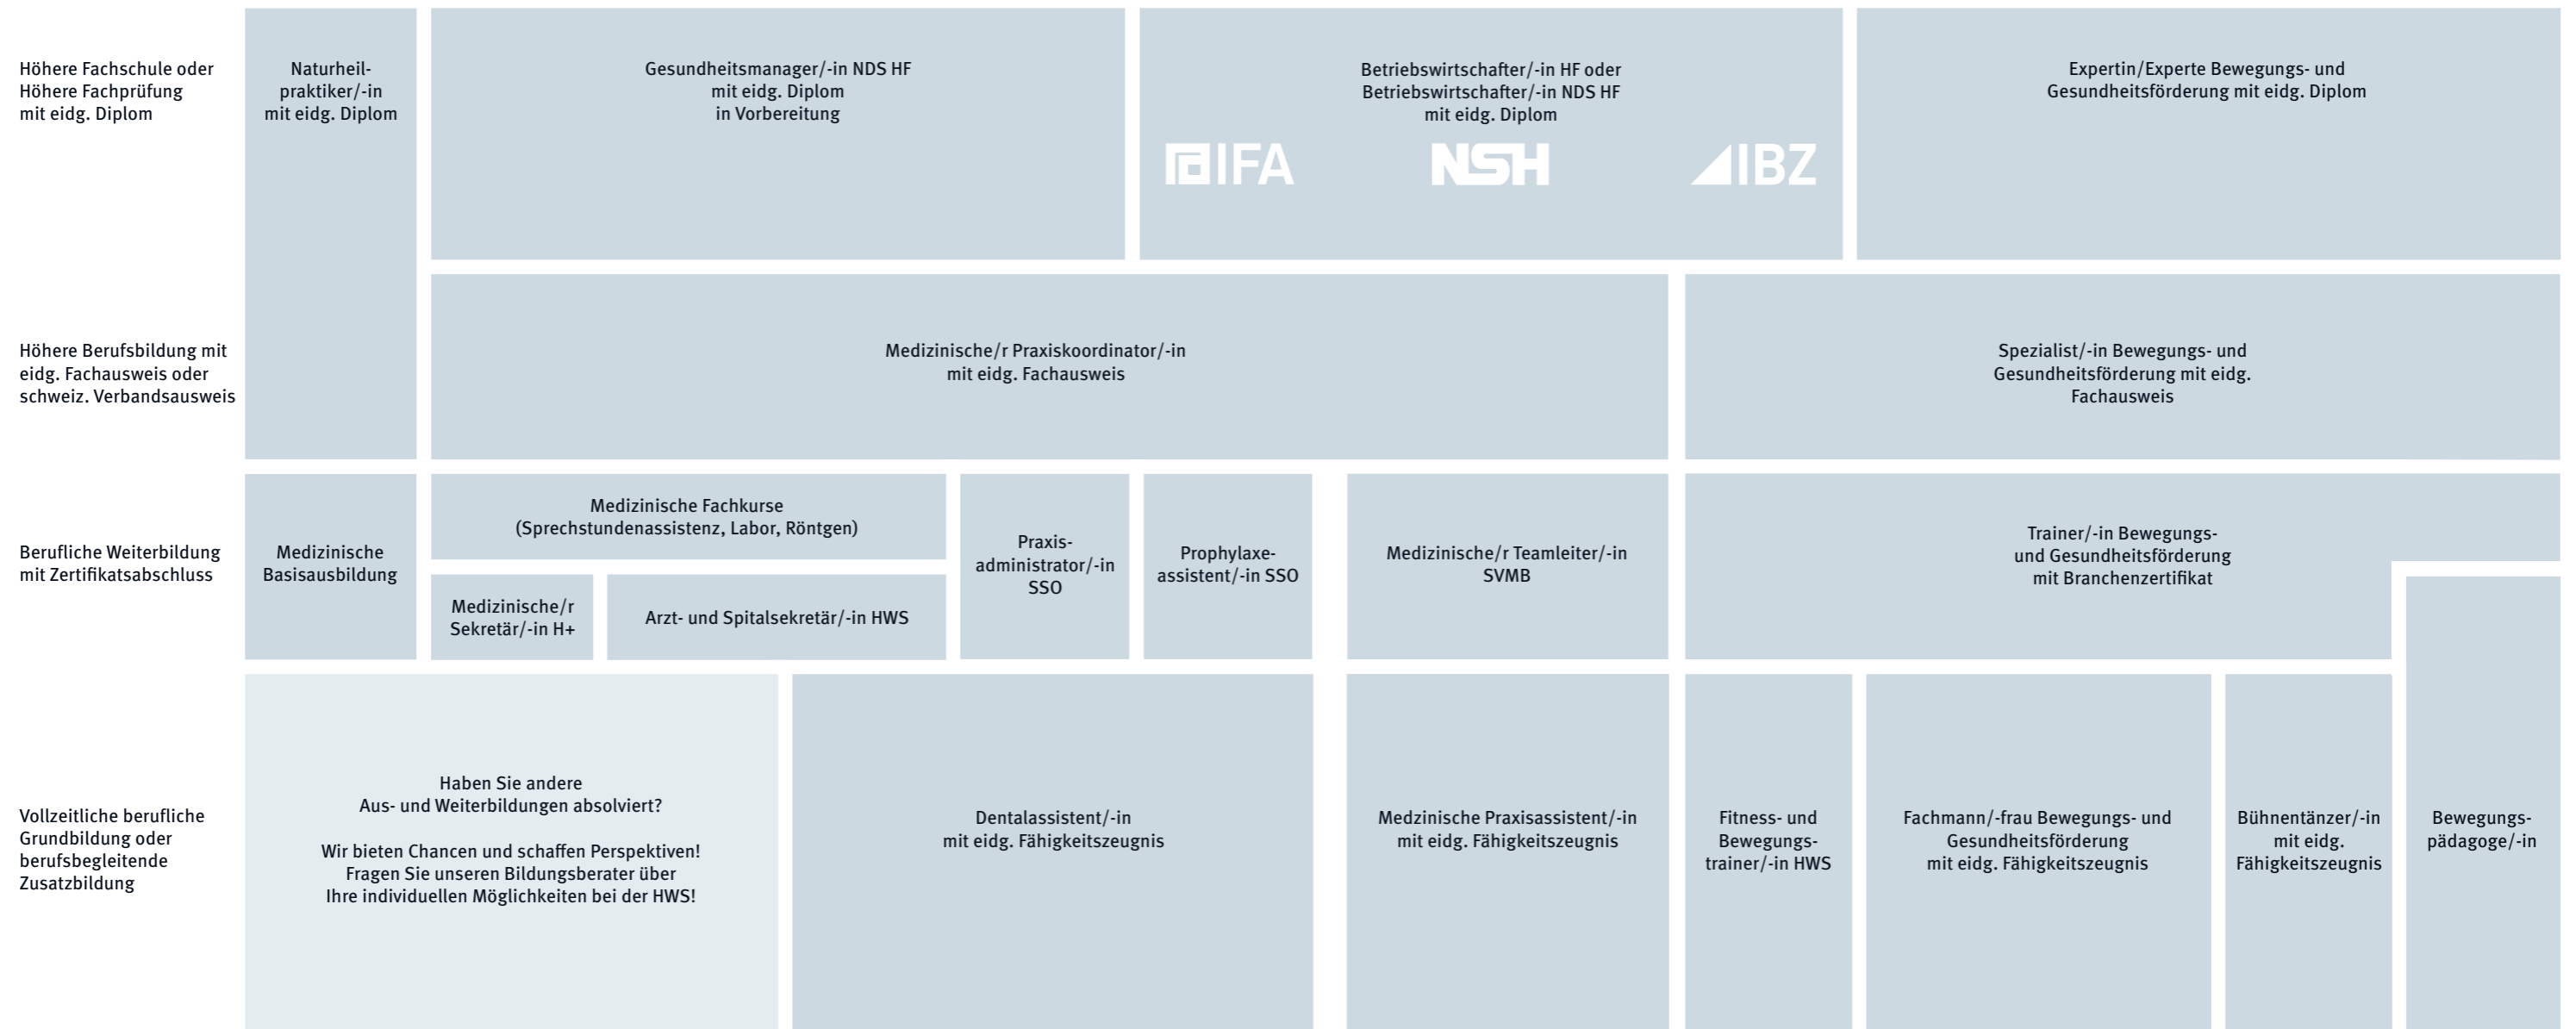 Höhere Fachschule oder
Höhere Fachprüfung
mit eidg. Diplom
Naturheil-
praktiker/-in
mit eidg. Diplom
Gesundheitsmanager/-in NDS HF
mit eidg. Diplom
in Vorbereitung
Betriebswirtschafter/-in HF oder
Betriebswirtschafter/-in NDS HF
mit eidg. Diplom
IFA
NSH
IBZ
Expertin/Experte Bewegungs- und
Gesundheitsförderung mit eidg. Diplom
Höhere Berufsbildung mit
eidg. Fachausweis oder
schweiz. Verbandsausweis
Medizinische/r Praxiskoordinator/-in
mit eidg. Fachausweis
Spezialist/-in Bewegungs- und
Gesundheitsförderung mit eidg.
Fachausweis
Berufliche Weiterbildung
mit Zertifikatsabschluss
Medizinische
Basisausbildung
Medizinische Fachkurse
(Sprechstundenassistenz, Labor, Röntgen)
Medizinische/r
Sekretär/-in H+
Arzt- und Spitalsekretär/-in HWS
Praxis-
administrator/-in
SSO
Prophylaxe-
assistent/-in SSO
Medizinische/r Teamleiter/-in
SVMB
Trainer/-in Bewegungs-
und Gesundheitsförderung
mit Branchenzertifikat
Vollzeitliche berufliche
Grundbildung oder
berufsbegleitende
Zusatzbildung
Haben Sie andere
Aus- und Weiterbildungen absolviert?
Wir bieten Chancen und schaffen Perspektiven!
Fragen Sie unseren Bildungsberater über
Ihre individuellen Möglichkeiten bei der HWS!
Dentalassistent/-in
mit eidg. Fähigkeitszeugnis
Medzinische Praxisassistent/-in
mit eidg. Fähigkeitszeugnis
Fitness- und
Bewegungs-
trainer/-in HWS
Fachmann/-frau Bewegungs- und
Gesundheitsförderung
mit eidg. Fähigkeitszeugnis
Bühnentänzer/-in
mit eidg.
Fähigkeitszeugnis
Bewegungs-
pädagoge/-in